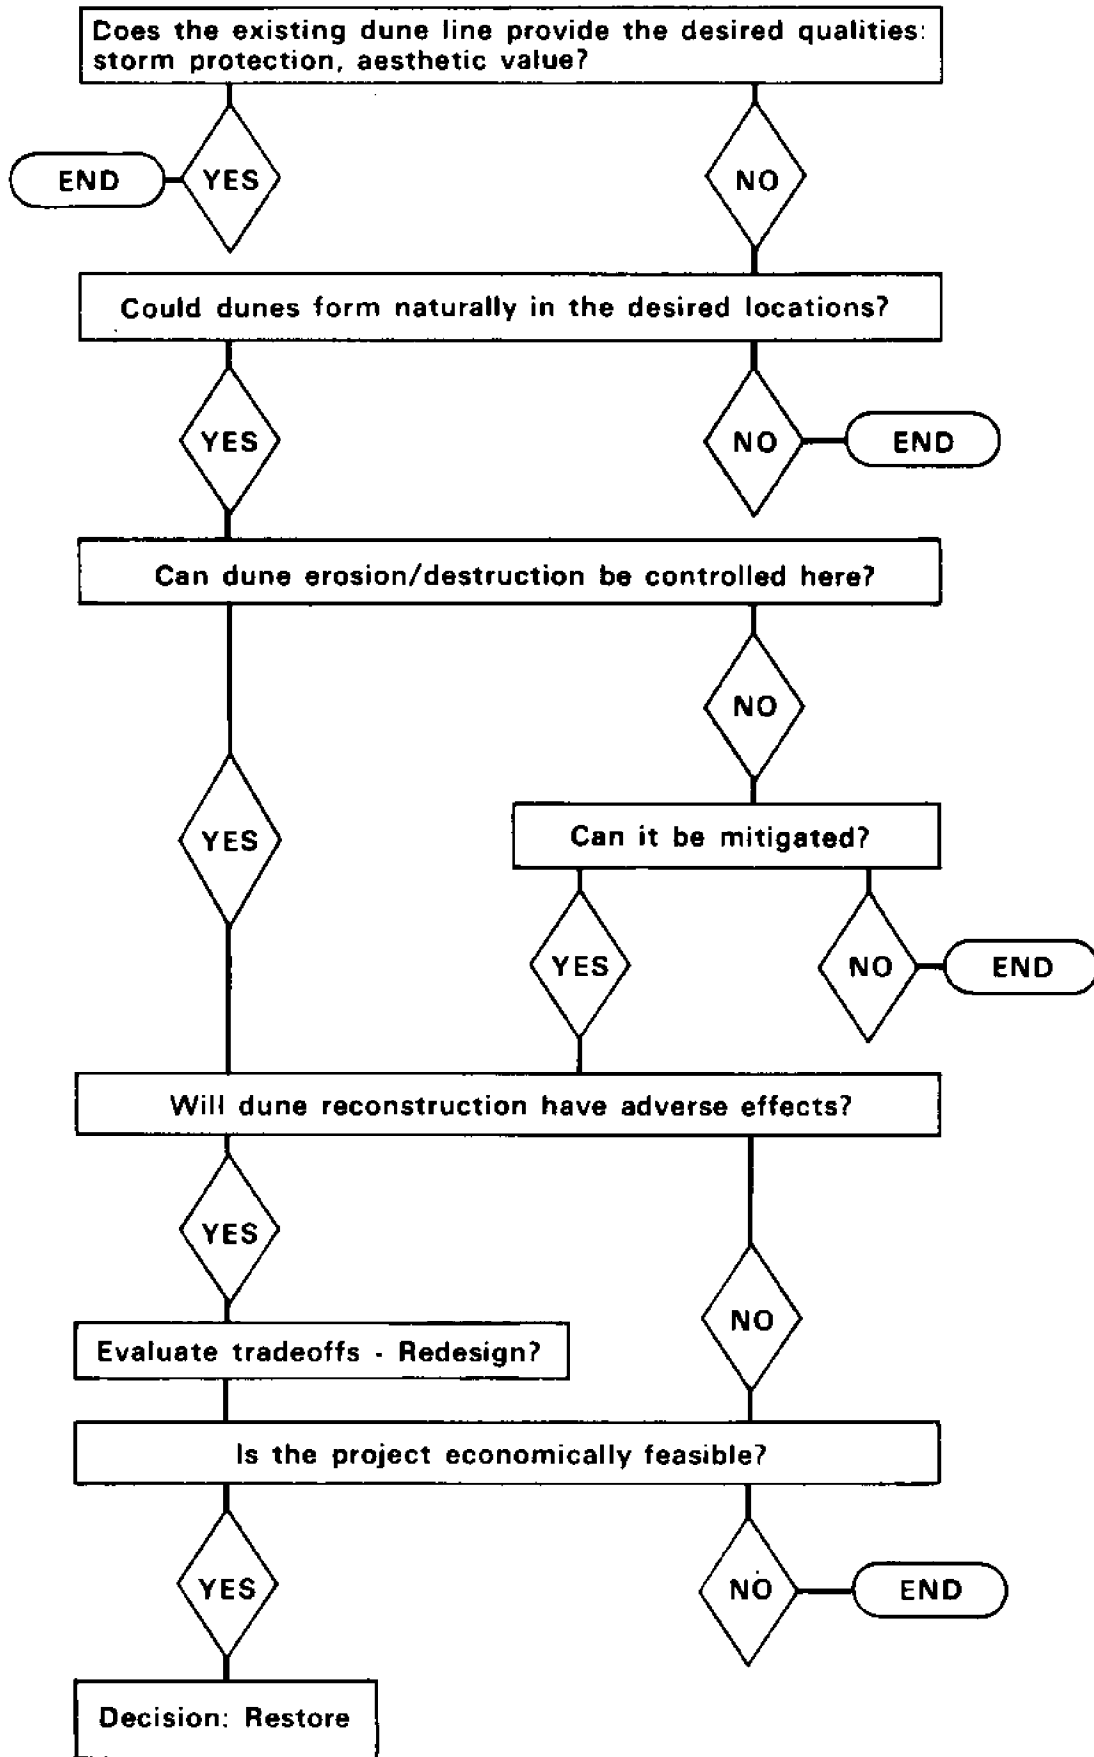 Does the existing dune line provide the desired qualities:
storm protection, aesthetic value?
END
YES
NO
Could dunes form naturally in the desired locations?
YES
NO
END
Can dune erosion/destruction be controlled here?
NO
YES
Can it be mitigated?
YES
NO
END
Will dune reconstruction have adverse effects?
YES
NO
Evaluate tradeoffs - Redesign?
Is the project economically feasible?
YES
NO
END
Decision: Restore